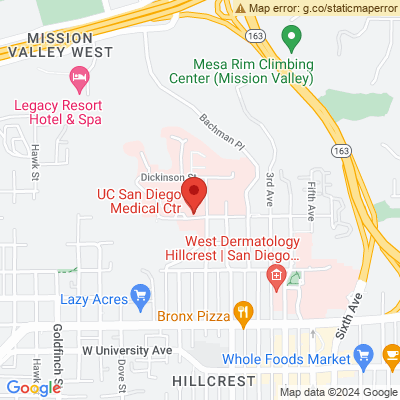 Map error: g.co/staticmaperror
MISSION
VALLEY WEST
Mesa Rim Climbing
Center (Mission Valley)
163
Legacy Resort
Hotel & Spa
Bachman Pl
163
Hawk St
Dickinson St
UC San Diego
Medical Ctr
3rd Ave
Fifth Ave
West Dermatology
Hillcrest | San Diego...
Lazy Acres
Bronx Pizza
Sixth Ave
Goldfinch St
W University Ave
Whole Foods Market
Hawk
Dove St
HILLCREST
Google
Map data ©2024 Google